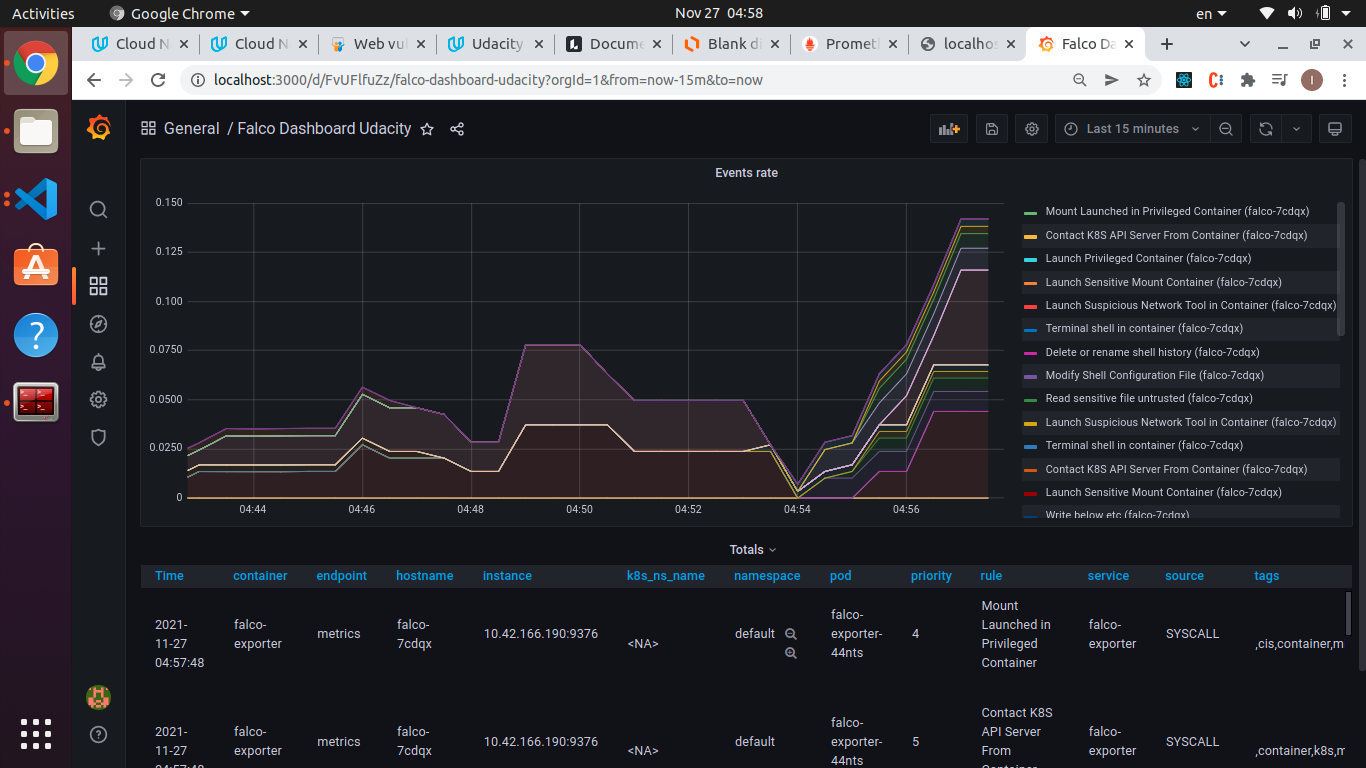 Activities
Google Chrome
Nov 27 04:58
en
Cloud N
Cloud N
Web vul
Udacity
Docume
Blank di
Prometh
localhos
Falco Da
localhost:3000/d/FvUFlfuZz/falco-dashboard-udacity?orgId=1&from=now-15m&to=now
I
General / Falco Dashboard Udacity
Last 15 minutes
Events rate
0.150
0.125
0.100
0.0750
0.0500
0.0250
0
04:44
04:46
04:48
04:50
04:52
04:54
04:56
Mount Launched in Privileged Container (falco-7cdqx)
Contact K8S API Server From Container (falco-7cdqx)
Launch Privileged Container (falco-7cdqx)
Launch Sensitive Mount Container (falco-7cdqx)
Launch Suspicious Network Tool in Container (falco-7cdqx)
Terminal shell in container (falco-7cdqx)
Delete or rename shell history (falco-7cdqx)
Modify Shell Configuration File (falco-7cdqx)
Read sensitive file untrusted (falco-7cdqx)
Launch Suspicious Network Tool in Container (falco-7cdqx)
Terminal shell in container (falco-7cdqx)
Contact K8S API Server From Container (falco-7cdqx)
Launch Sensitive Mount Container (falco-7cdqx)
Write below etc (falco-7cdqx)
Totals
Time container endpoint hostname instance k8s_ns_name namespace pod priority rule service source tags
2021-
11-27
04:57:48
falco-
exporter
metrics
falco-
7cdqx
10.42.166.190:9376
<NA>
default
falco-
exporter-
44nts
4
Mount
Launched in
Privileged
Container
falco-
exporter
SYSCALL
,cis,container,m
2021-
11-27
04:57:48
falco-
exporter
metrics
falco-
7cdqx
10.42.166.190:9376
<NA>
default
falco-
exporter-
44nts
5
Contact K8S
API Server
From
Container
falco-
exporter
SYSCALL
,container,k8s,m